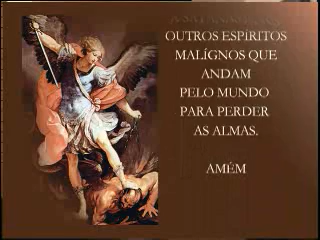 OUTROS ESPÍRITOS
MALÍGNOS QUE
ANDAM
PELO MUNDO
PARA PERDER
AS ALMAS.
AMÉM